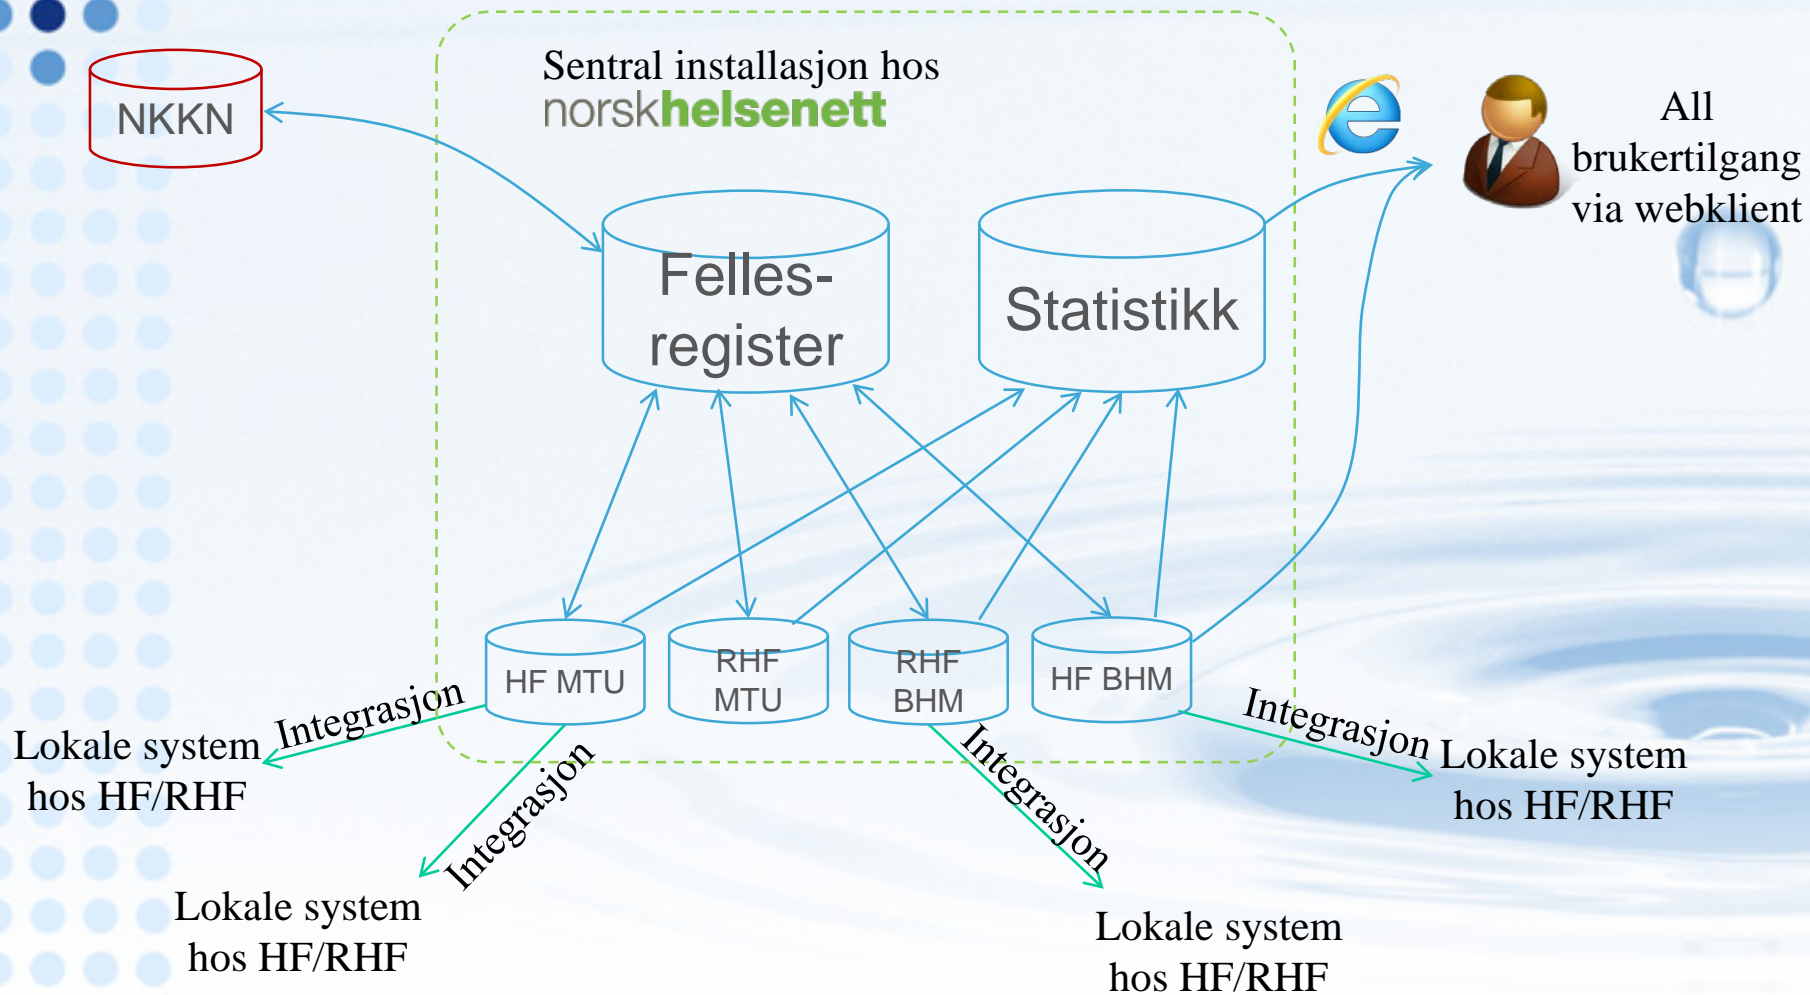 Sentral installasjon hos
norskhelsenett
NKKN
All
brukertilgang
via webklient
Felles-
register
Statistikk
HF MTU
RHF
MTU
RHF
BHM
HF BHM
Integrasjon
Lokale system
hos HF/RHF
Integrasjon
Lokale system
hos HF/RHF
Integrasjon
Lokale system
hos HF/RHF
Integrasjon
Lokale system
hos HF/RHF